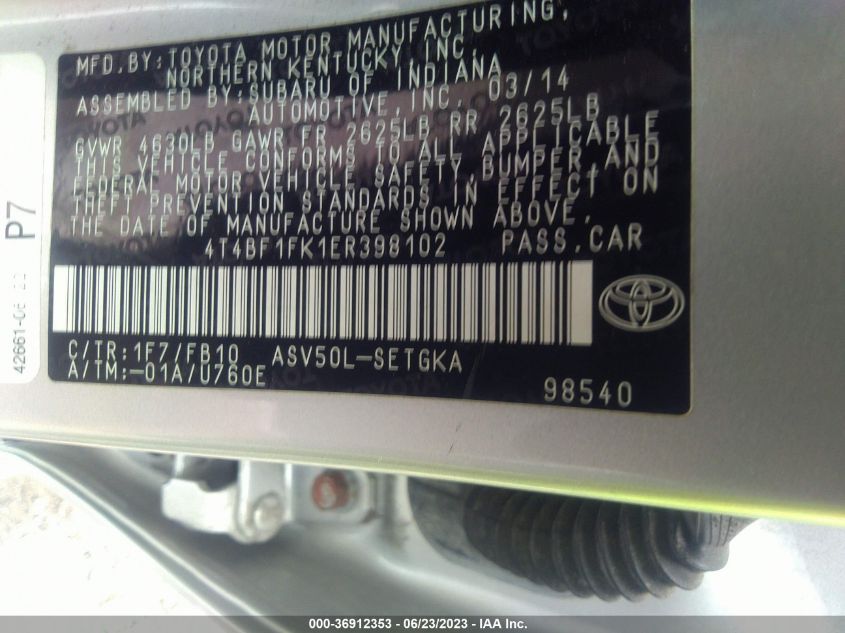 MFD.BY:TOYOTA MOTOR MANUFACTURING,
NORTHERN KENTUCKY,INC.
ASSEMBLED BY:SUBARU OF INDIANA
AUTOMOTIVE,INC. 03/14
GVWR 4630LB GAWR FR 2625LB RR 2625LB
THIS VEHICLE CONFORMS TO ALL APPLICABLE
FEDERAL MOTOR VEHICLE SAFETY,BUMPER,AND
THEFT PREVENTION STANDARDS IN EFFECT ON
THE DATE OF MANUFACTURE SHOWN ABOVE.
4T4BF1FK1ER398102 PASS.CAR
C/TR:1F7/FB10 ASV50L-SETGKA
A/TM:-01A/U760E
98540
P7
000-36912353 - 06/23/2023 - IAA Inc.